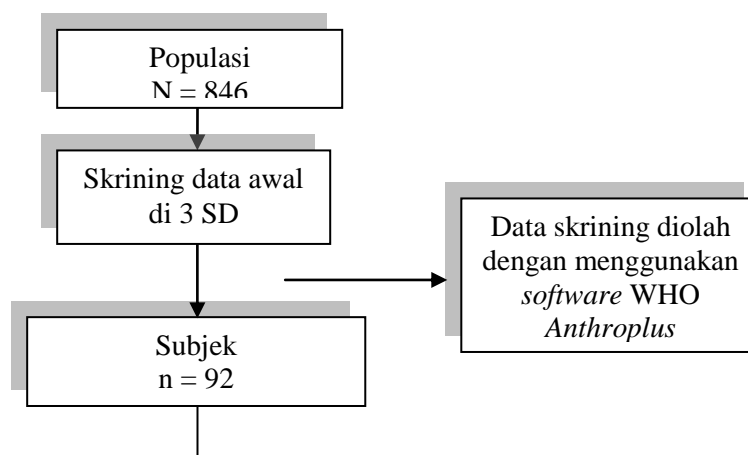 Populasi
N = 846
Skrining data awal
di 3 SD
Data skrining diolah
dengan menggunakan
software WHO
Anthroplus
Subjek
n = 92